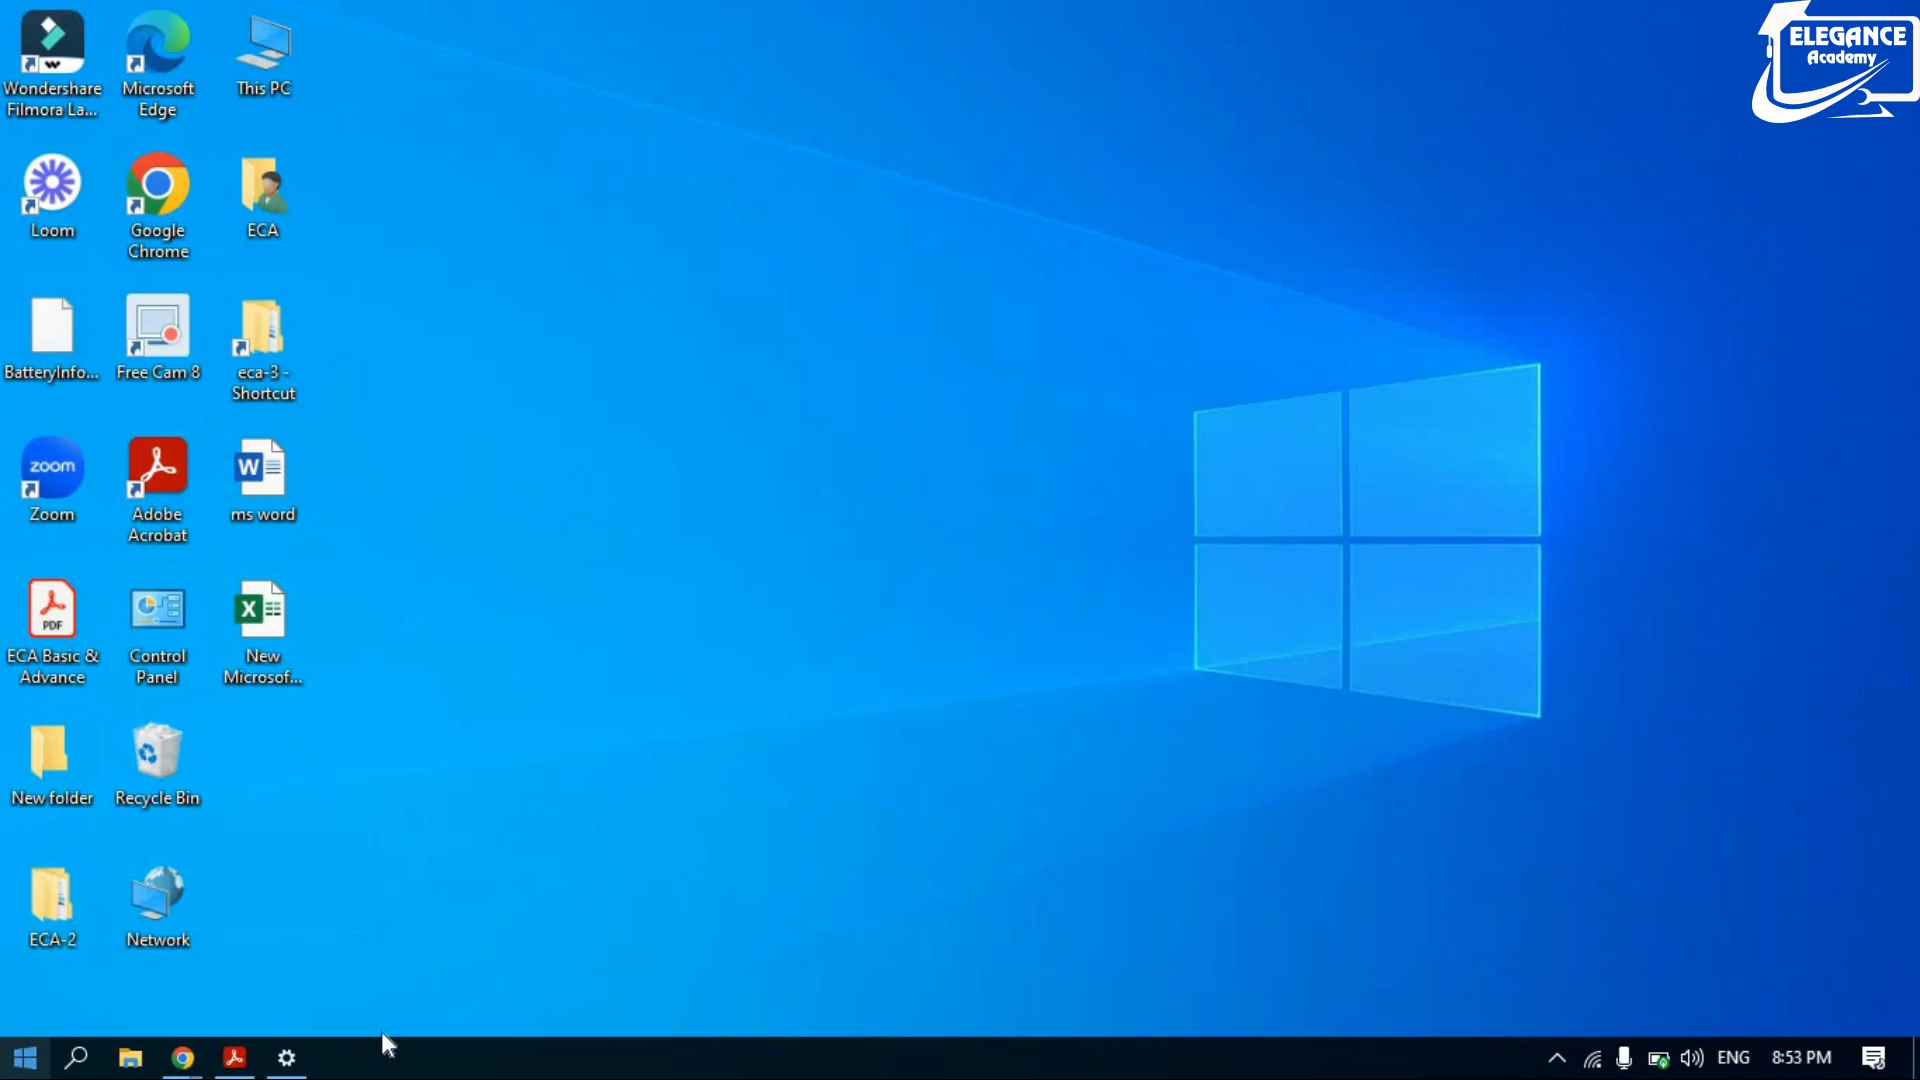 ELEGANCE
Academy
Wondershare
Filmora La...
Microsoft
Edge
This PC
Loom
Google
Chrome
ECA
BatteryInfo...
Free Cam 8
eca-3 -
Shortcut
zoom
Zoom
Adobe
Acrobat
W
ms word
PDF
ECA Basic &
Advance
Control
Panel
X
New
Microsof...
New folder
Recycle Bin
ECA-2
Network
ENG
8:53 PM
3